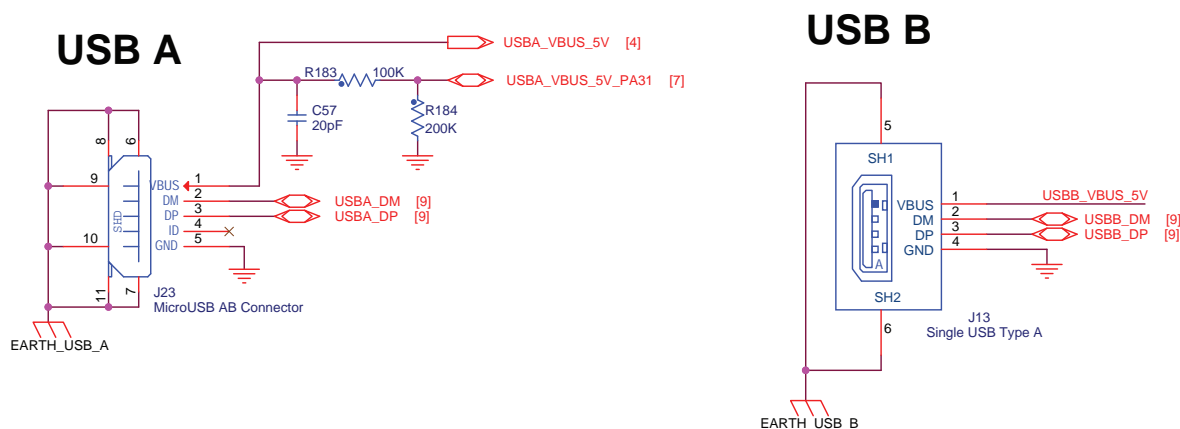 USB A
USBA_VBUS_5V [4]
R183 100K
USBA_VBUS_5V_PA31 [7]
C57
20pF
R184
200K
8
6
9
10
11
7
SHD
VBUS 1
DM 2
USBA_DM [9]
DP 3
USBA_DP [9]
ID 4
GND 5
J23
MicroUSB AB Connector
EARTH_USB_A
USB B
5
SH1
A
VBUS 1
USBB_VBUS_5V
DM 2
USBB_DM [9]
DP 3
USBB_DP [9]
GND 4
SH2
6
J13
Single USB Type A
EARTH_USB_B